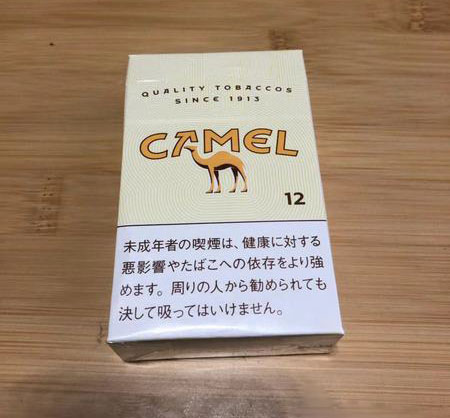 QUALITY TOBACCOS
SINCE 1913
CAMEL
12
未成年者の喫煙は、健康に対する
悪影響やたばこへの依存をより強
めます。周りの人から勧められても
決して吸ってはいけません。